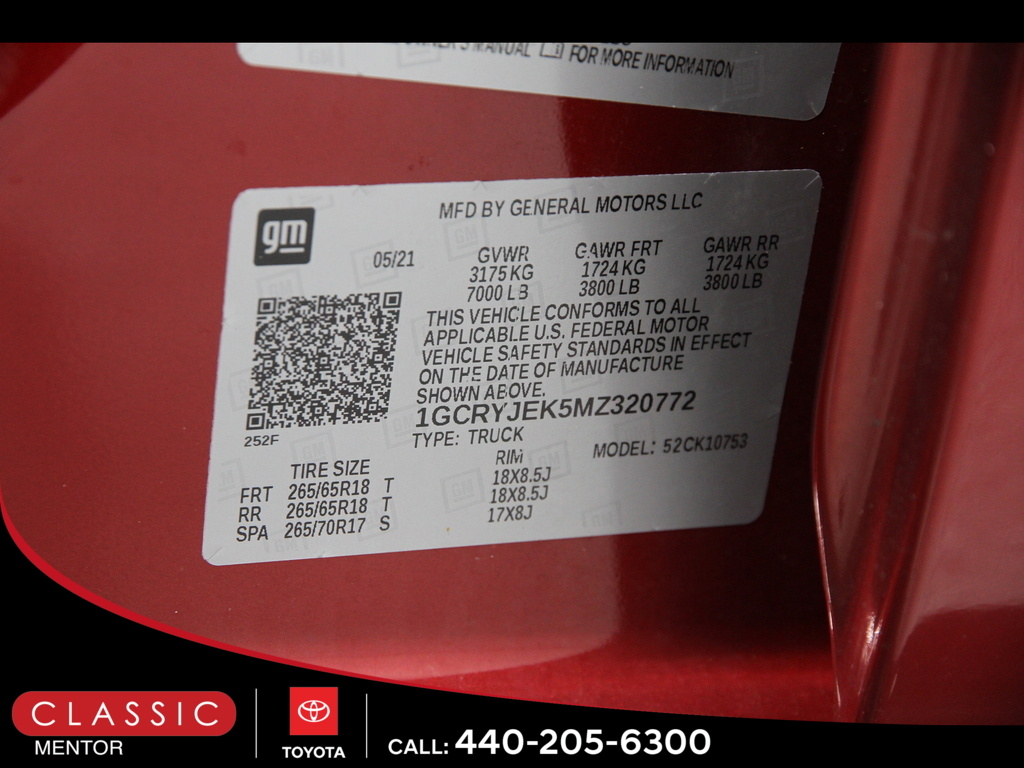 OWNER'S MANUAL FOR MORE INFORMATION
gm
MFD BY GENERAL MOTORS LLC
05/21
GVWR GAWR FRT GAWR RR
3175 KG 1724 KG 1724 KG
7000 LB 3800 LB 3800 LB
THIS VEHICLE CONFORMS TO ALL
APPLICABLE U.S. FEDERAL MOTOR
VEHICLE SAFETY STANDARDS IN EFFECT
ON THE DATE OF MANUFACTURE
SHOWN ABOVE.
1GCRYJEK5MZ320772
252F
TYPE: TRUCK MODEL: 52CK10753
TIRE SIZE RIM
FRT 265/65R18 T 18X8.5J
RR 265/65R18 T 18X8.5J
SPA 265/70R17 S 17X8J
CLASSIC
MENTOR
TOYOTA
CALL: 440-205-6300